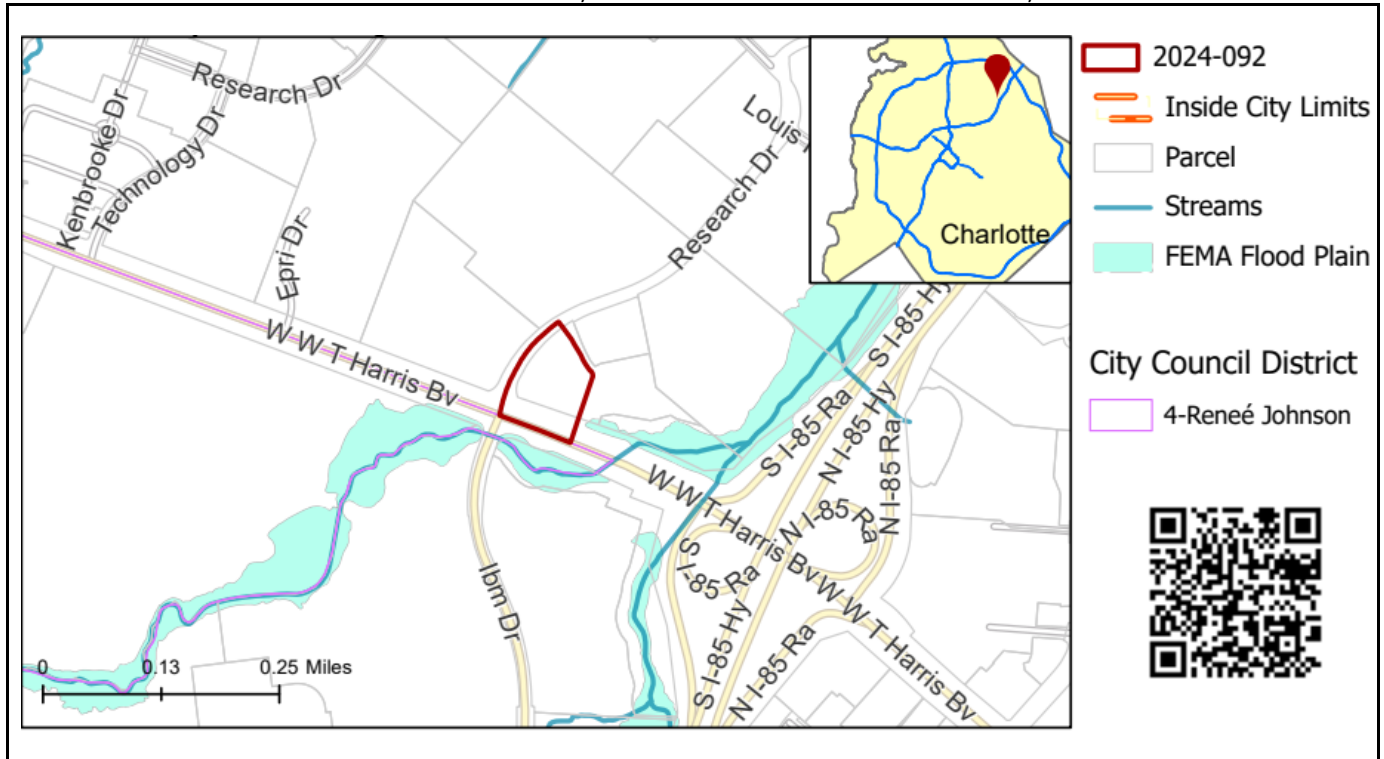 Research Dr
Kenbrooke Dr
Technology Dr
Epri Dr
Louis
Research Dr
W W T Harris Bv
Ibm Dr
W W T Harris Bv
W W T Harris Bv
S I-85 Hy
S I-85 Ra
N I-85 Hy
N I-85 Ra
N I-85 Ra
S I-85 Ra
S I-85 Hy
N I-85 Ra
0 0.13 0.25 Miles
Charlotte
2024-092
Inside City Limits
Parcel
Streams
FEMA Flood Plain
City Council District
4-Reneé Johnson